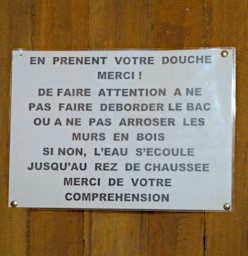 EN PRENENT VOTRE DOUCHE
MERCI !
DE FAIRE ATTENTION A NE
PAS FAIRE DEBORDER LE BAC
OU A NE PAS ARROSER LES
MURS EN BOIS
SI NON, L'EAU S'ECOULE
JUSQU'AU REZ DE CHAUSSEE
MERCI DE VOTRE
COMPREHENSION